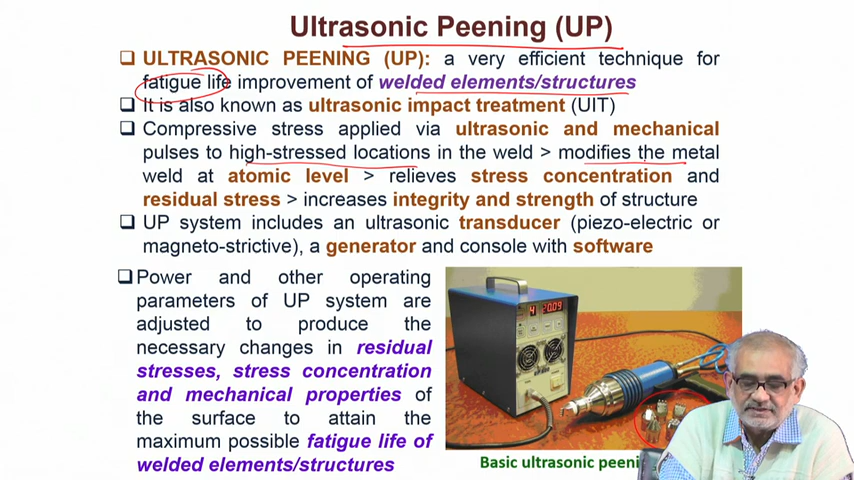 Ultrasonic Peening (UP)
❑ ULTRASONIC PEENING (UP): a very efficient technique for
fatigue life improvement of welded elements/structures
❑ It is also known as ultrasonic impact treatment (UIT)
❑ Compressive stress applied via ultrasonic and mechanical
pulses to high-stressed locations in the weld > modifies the metal
weld at atomic level > relieves stress concentration and
residual stress > increases integrity and strength of structure
❑ UP system includes an ultrasonic transducer (piezo-electric or
magneto-strictive), a generator and console with software
❑ Power and other operating
parameters of UP system are
adjusted to produce the
necessary changes in residual
stresses, stress concentration
and mechanical properties of
the surface to attain the
maximum possible fatigue life of
welded elements/structures
4 20.09
Basic ultrasonic